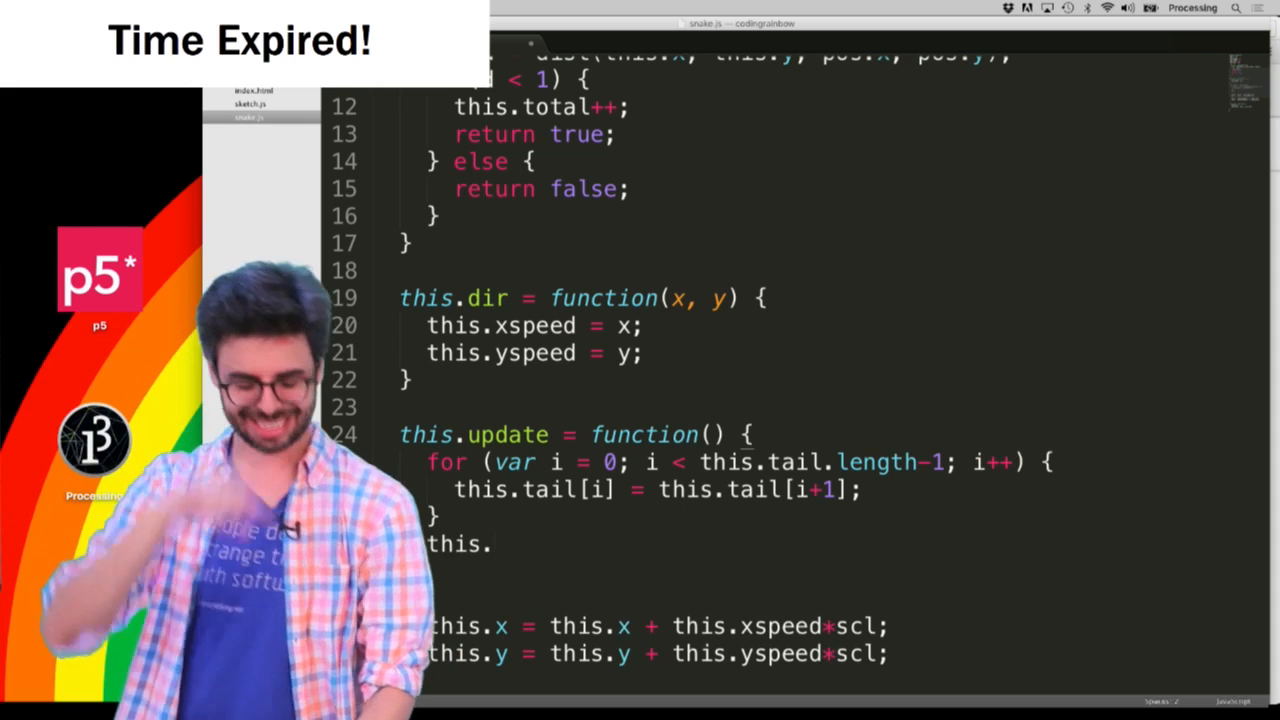 Processing
snake.js — codingrainbow
Time Expired!
dist(this.x, this.y, pos.x, pos.y);
< 1) {
index.html
sketch.js
snake.js
12 this.total++;
13 return true;
14 } else {
15 return false;
16 }
17 }
18
19 this.dir = function(x, y) {
20 this.xspeed = x;
21 this.yspeed = y;
22 }
23
24 this.update = function() {
for (var i = 0; i < this.tail.length-1; i++) {
this.tail[i] = this.tail[i+1];
}
this.
this.x = this.x + this.xspeed*scl;
this.y = this.y + this.yspeed*scl;
p5*
p5
Processing
Spaces: 2 JavaScript